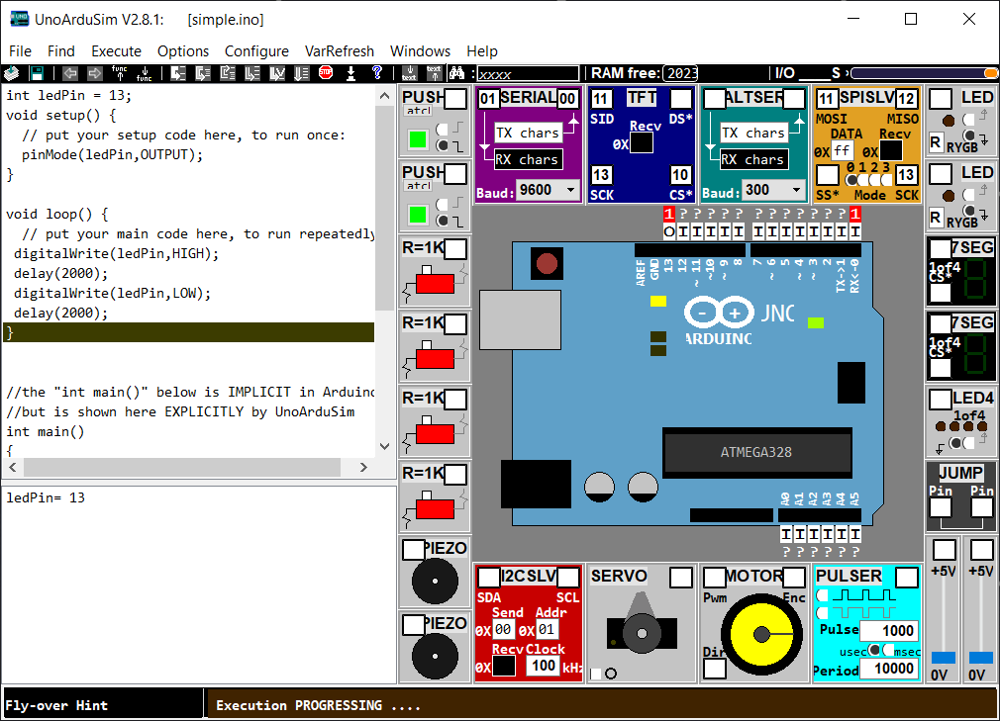 UnoArduSim V2.8.1: [simple.ino]
File Find Execute Options Configure VarRefresh Windows Help
func func STOP ? text text : xxxx RAM free: 2023 I/O ____S
int ledPin = 13;
void setup() {
// put your setup code here, to run once:
pinMode(ledPin,OUTPUT);
}
void loop() {
// put your main code here, to run repeatedly
digitalWrite(ledPin,HIGH);
delay(2000);
digitalWrite(ledPin,LOW);
delay(2000);
}
//the "int main()" below is IMPLICIT in Arduino
//but is shown here EXPLICITLY by UnoArduSim
int main()
{
ledPin= 13
PUSH
atcl
PUSH
atcl
R=1K
R=1K
R=1K
R=1K
PIEZO
PIEZO
01 SERIAL 00
TX chars
RX chars
Baud: 9600
11 TFT
SID DS*
Recv
0X
13 10
SCK CS*
ALTSER
TX chars
RX chars
Baud: 300
11 SPISLV 12
MOSI MISO
DATA Recv
0X ff 0X
0 1 2 3 13
SS* Mode SCK
LED
R RYGB
LED
R RYGB
7SEG
1of4
CS*
7SEG
1of4
CS*
LED4
1of4
JUMP
Pin Pin
+5V +5V
0V 0V
1 ? ? ? ? ? ? ? ? ? ? ? ? 1
O I I I I I I I I I I I I I
AREF GND 13 12 ~11 ~10 ~9 8 7 ~6 ~5 4 ~3 2 TX->1 RX<-0
- + UNO
ARDUINO
ATMEGA328
A0 A1 A2 A3 A4 A5
I I I I I I
? ? ? ? ? ?
I2CSLV
SDA SCL
Send Addr
0X 00 0X 01
Recv Clock
0X 100 kHz
SERVO
MOTOR
Pwm Enc
Dir
PULSER
Pulse 1000
usec msec
Period 10000
Fly-over Hint
Execution PROGRESSING ....